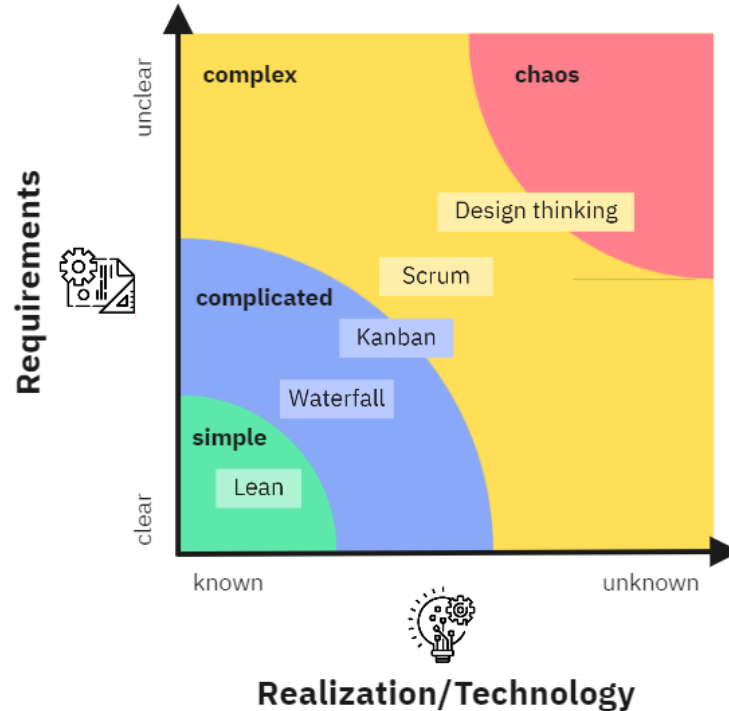 complex
chaos
unclear
Design thinking
Requirements
Scrum
complicated
Kanban
Waterfall
simple
Lean
clear
known
unknown
Realization/Technology